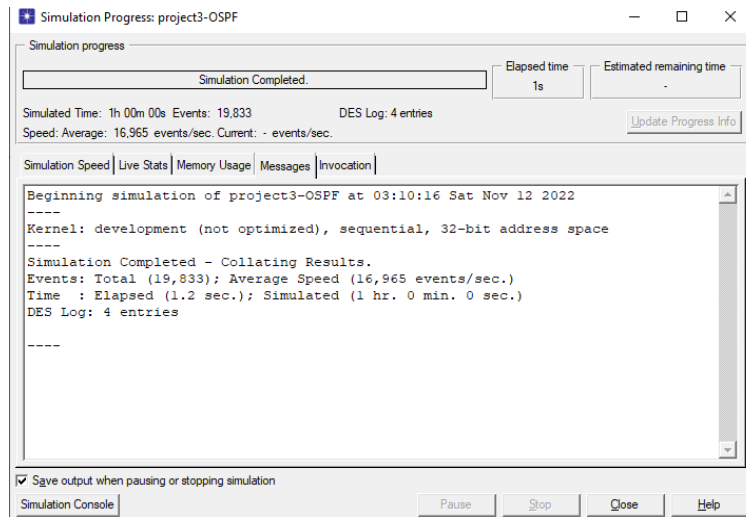 Simulation Progress: project3-OSPF
Simulation progress
Simulation Completed.
Elapsed time
1s
Estimated remaining time
-
Simulated Time: 1h 00m 00s Events: 19,833 DES Log: 4 entries
Speed: Average: 16,965 events/sec. Current: - events/sec.
Update Progress Info
Simulation Speed Live Stats Memory Usage Messages Invocation
Beginning simulation of project3-OSPF at 03:10:16 Sat Nov 12 2022
----
Kernel: development (not optimized), sequential, 32-bit address space
----
Simulation Completed - Collating Results.
Events: Total (19,833); Average Speed (16,965 events/sec.)
Time : Elapsed (1.2 sec.); Simulated (1 hr. 0 min. 0 sec.)
DES Log: 4 entries
----
Save output when pausing or stopping simulation
Simulation Console Pause Stop Close Help